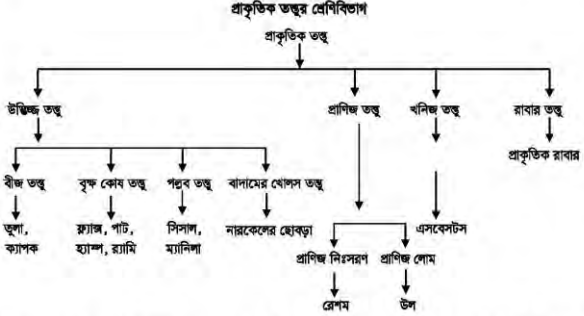 প্রাকৃতিক তন্তুর শ্রেণিবিভাগ
প্রাকৃতিক তন্তু
উদ্ভিজ্জ তন্তু
প্রাণিজ তন্তু
খনিজ তন্তু
রাবার তন্তু
প্রাকৃতিক রাবার
বীজ তন্তু
বৃক্ষ কোষ তন্তু
পল্লব তন্তু
বাদামের খোলস তন্তু
তুলা,
ক্যাপক
ফ্ল্যাক্স, পাট,
হ্যাম্প, র‍্যামি
সিসাল,
ম্যানিলা
নারকেলের ছোবড়া
এসবেসটস
প্রাণিজ নিঃসরণ
প্রাণিজ লোম
রেশম
উল